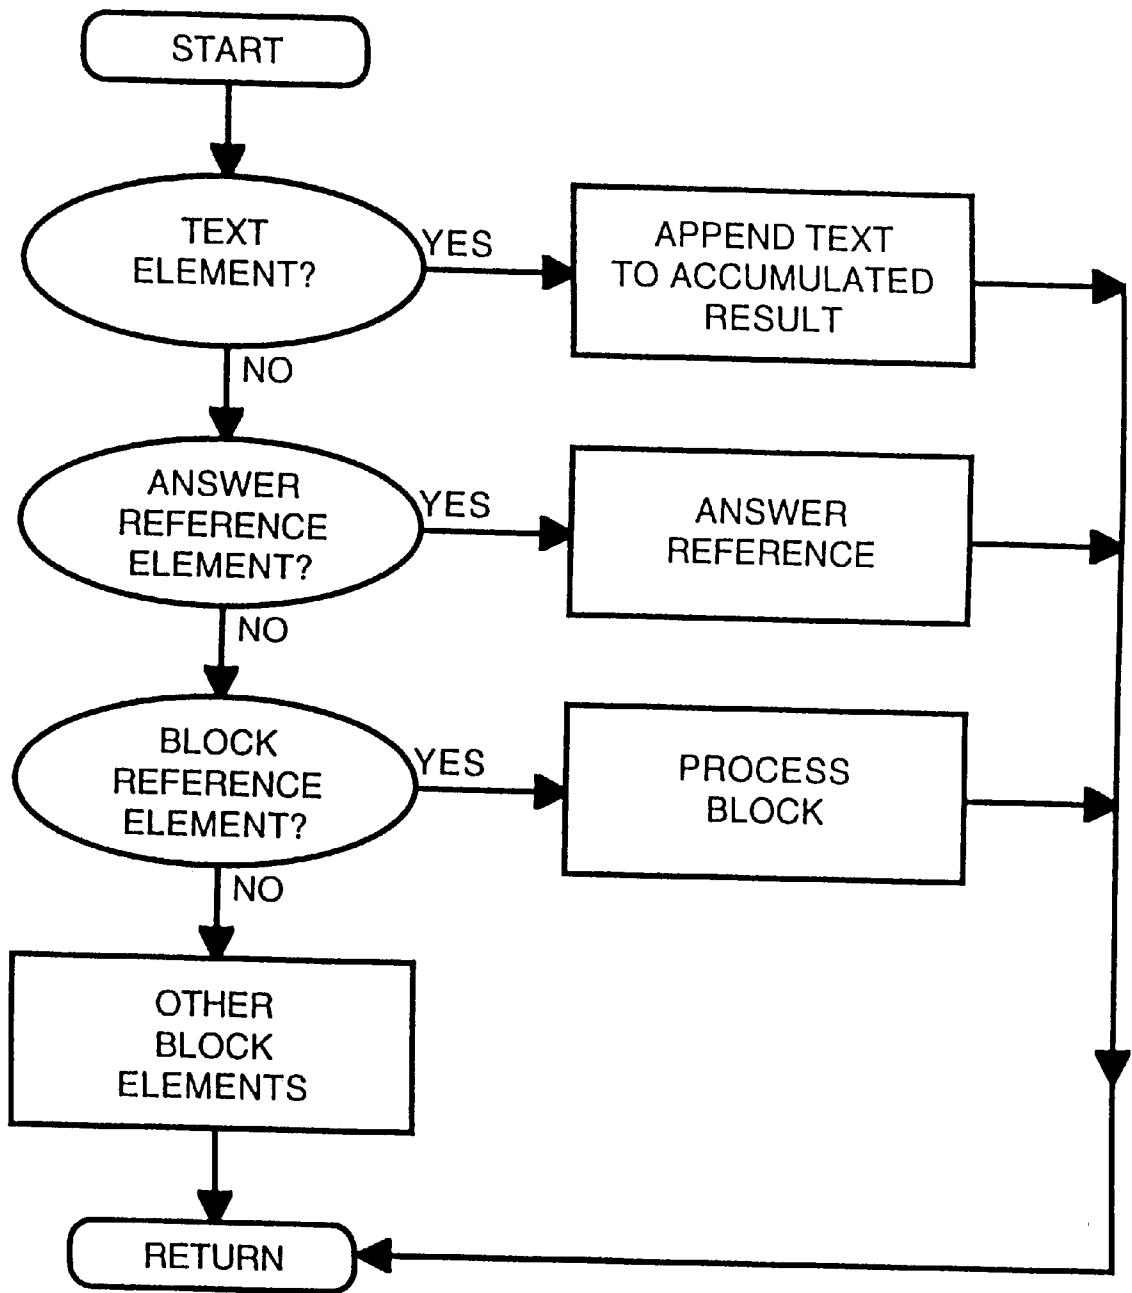 START
TEXT
ELEMENT?
YES
APPEND TEXT
TO ACCUMULATED
RESULT
NO
ANSWER
REFERENCE
ELEMENT?
YES
ANSWER
REFERENCE
NO
BLOCK
REFERENCE
ELEMENT?
YES
PROCESS
BLOCK
NO
OTHER
BLOCK
ELEMENTS
RETURN